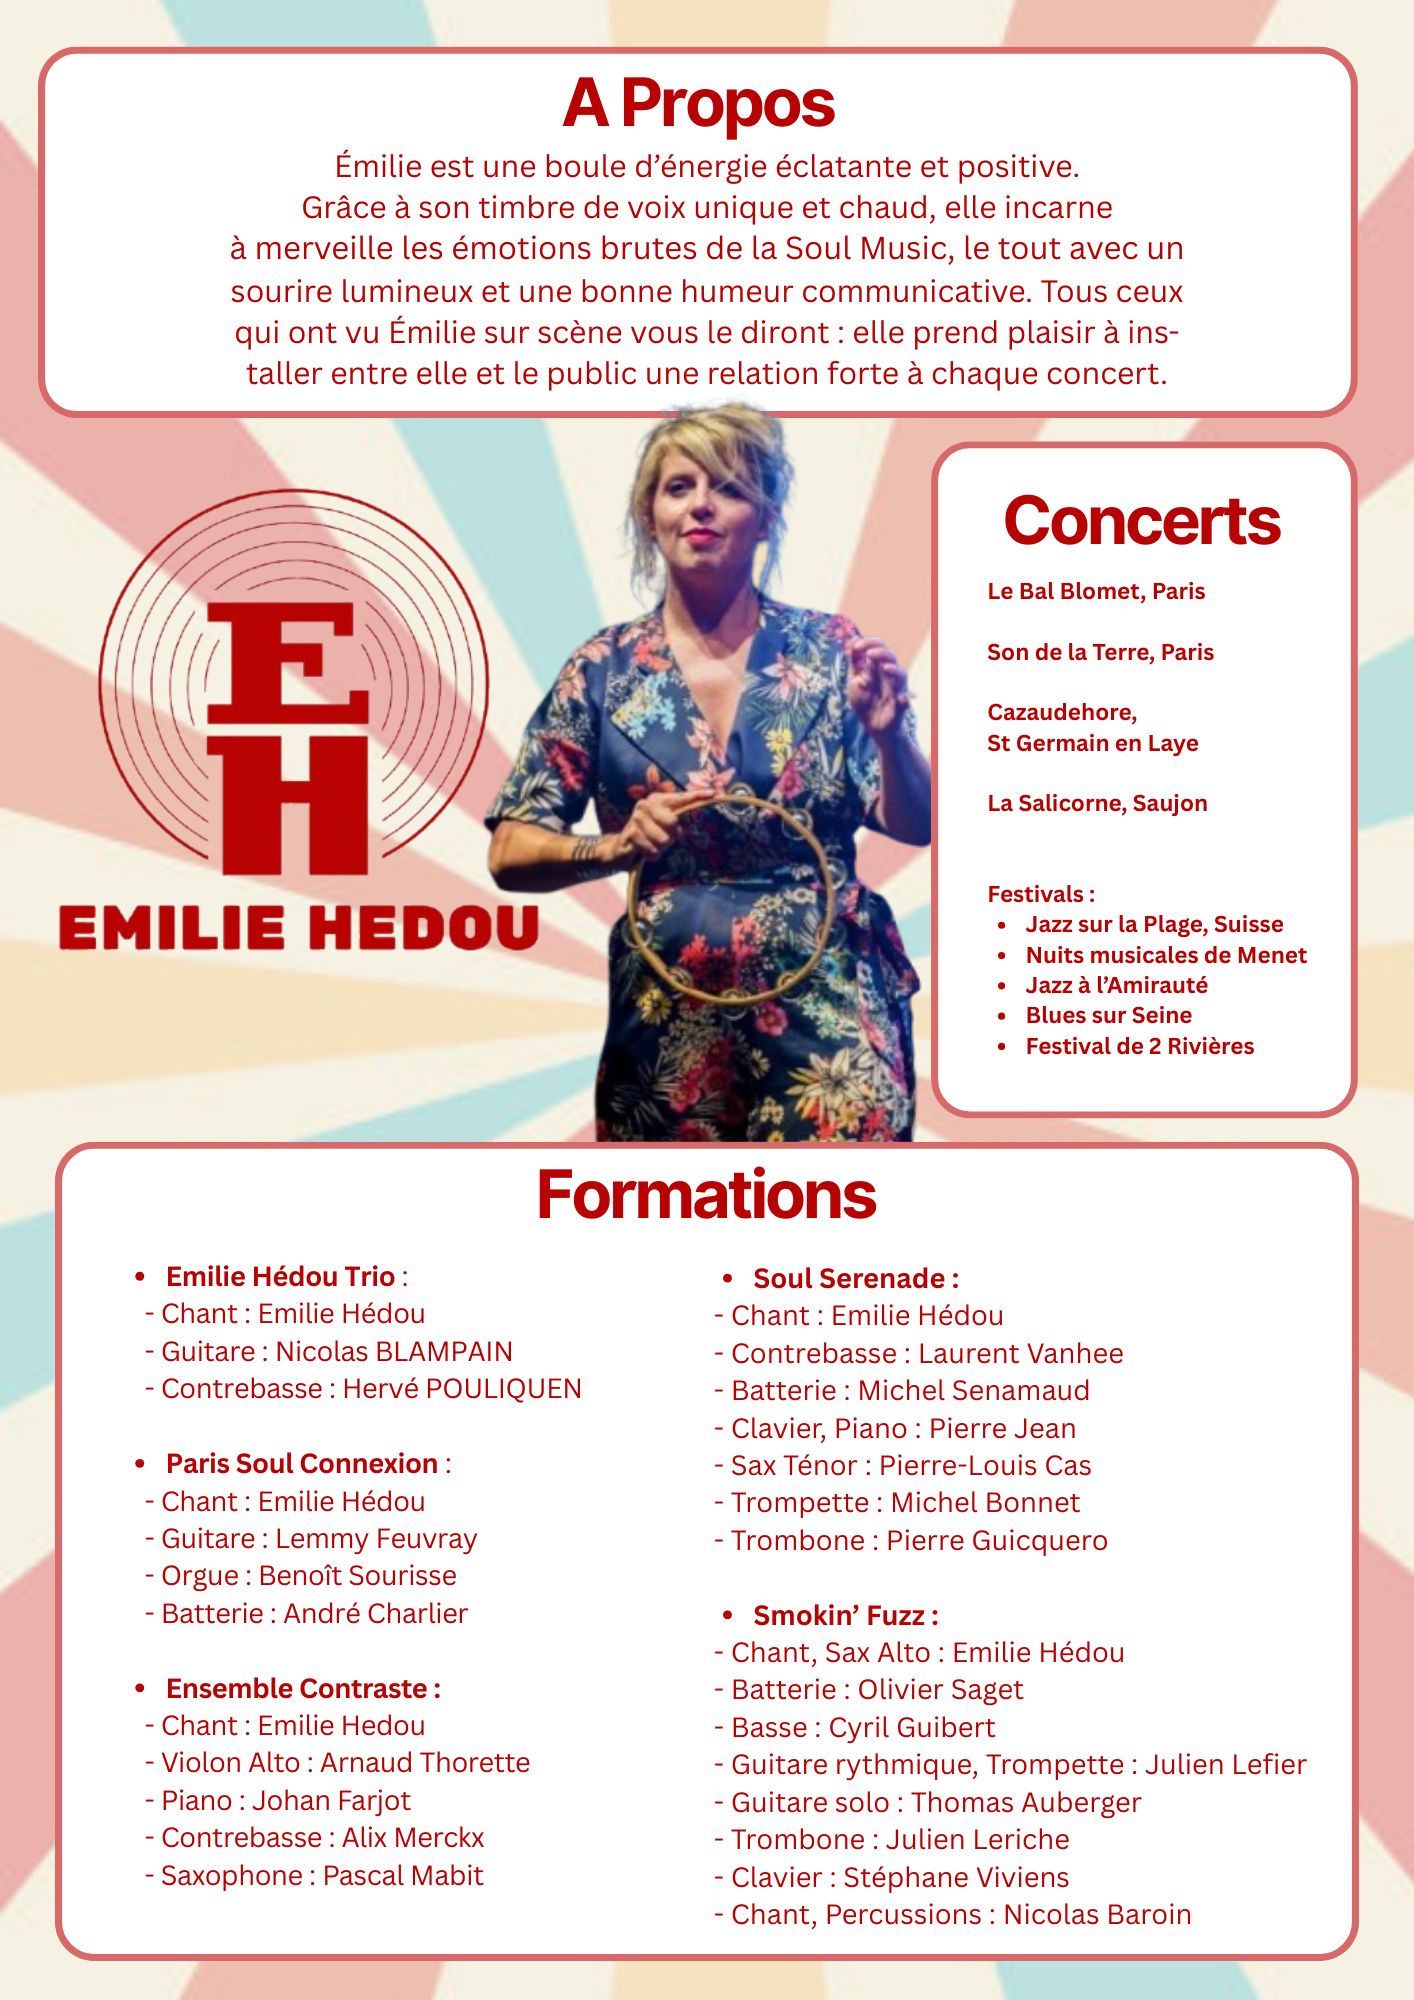 A Propos
Émilie est une boule d’énergie éclatante et positive.
Grâce à son timbre de voix unique et chaud, elle incarne
à merveille les émotions brutes de la Soul Music, le tout avec un
sourire lumineux et une bonne humeur communicative. Tous ceux
qui ont vu Émilie sur scène vous le diront : elle prend plaisir à ins-
taller entre elle et le public une relation forte à chaque concert.
EH
EMILIE HEDOU
Concerts
Le Bal Blomet, Paris
Son de la Terre, Paris
Cazaudehore,
St Germain en Laye
La Salicorne, Saujon
Festivals :
• Jazz sur la Plage, Suisse
• Nuits musicales de Menet
• Jazz à l’Amirauté
• Blues sur Seine
• Festival de 2 Rivières
Formations
• Emilie Hédou Trio :
- Chant : Emilie Hédou
- Guitare : Nicolas BLAMPAIN
- Contrebasse : Hervé POULIQUEN
• Paris Soul Connexion :
- Chant : Emilie Hédou
- Guitare : Lemmy Feuvray
- Orgue : Benoît Sourisse
- Batterie : André Charlier
• Ensemble Contraste :
- Chant : Emilie Hedou
- Violon Alto : Arnaud Thorette
- Piano : Johan Farjot
- Contrebasse : Alix Merckx
- Saxophone : Pascal Mabit
• Soul Serenade :
- Chant : Emilie Hédou
- Contrebasse : Laurent Vanhee
- Batterie : Michel Senamaud
- Clavier, Piano : Pierre Jean
- Sax Ténor : Pierre-Louis Cas
- Trompette : Michel Bonnet
- Trombone : Pierre Guicquero
• Smokin’ Fuzz :
- Chant, Sax Alto : Emilie Hédou
- Batterie : Olivier Saget
- Basse : Cyril Guibert
- Guitare rythmique, Trompette : Julien Lefier
- Guitare solo : Thomas Auberger
- Trombone : Julien Leriche
- Clavier : Stéphane Viviens
- Chant, Percussions : Nicolas Baroin